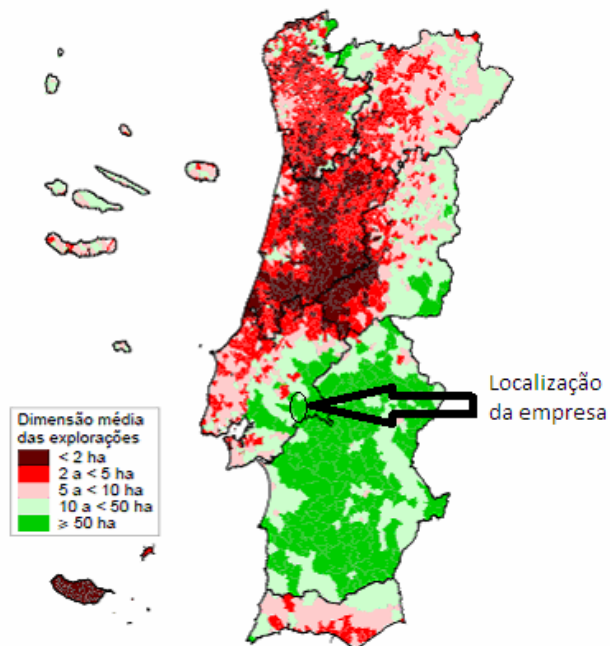 Localização
da empresa
Dimensão média
das explorações
< 2 ha
2 a < 5 ha
5 a < 10 ha
10 a < 50 ha
≥ 50 ha